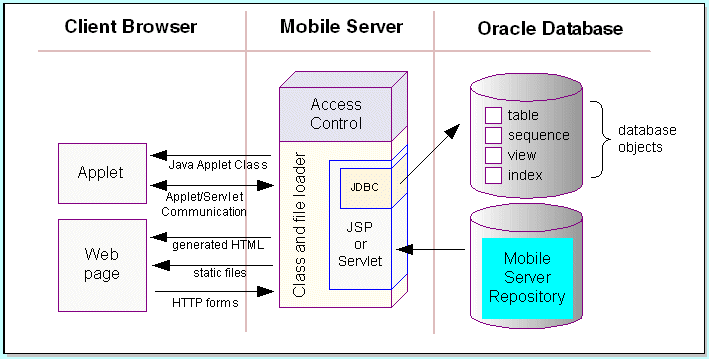 Client Browser
Mobile Server
Oracle Database
Access
Control
Applet
Java Applet Class
Applet/Servlet
Communication
Web
page
generated HTML
static files
HTTP forms
Class and file loader
JDBC
JSP
or
Servlet
table
sequence
view
index
database
objects
Mobile
Server
Repository